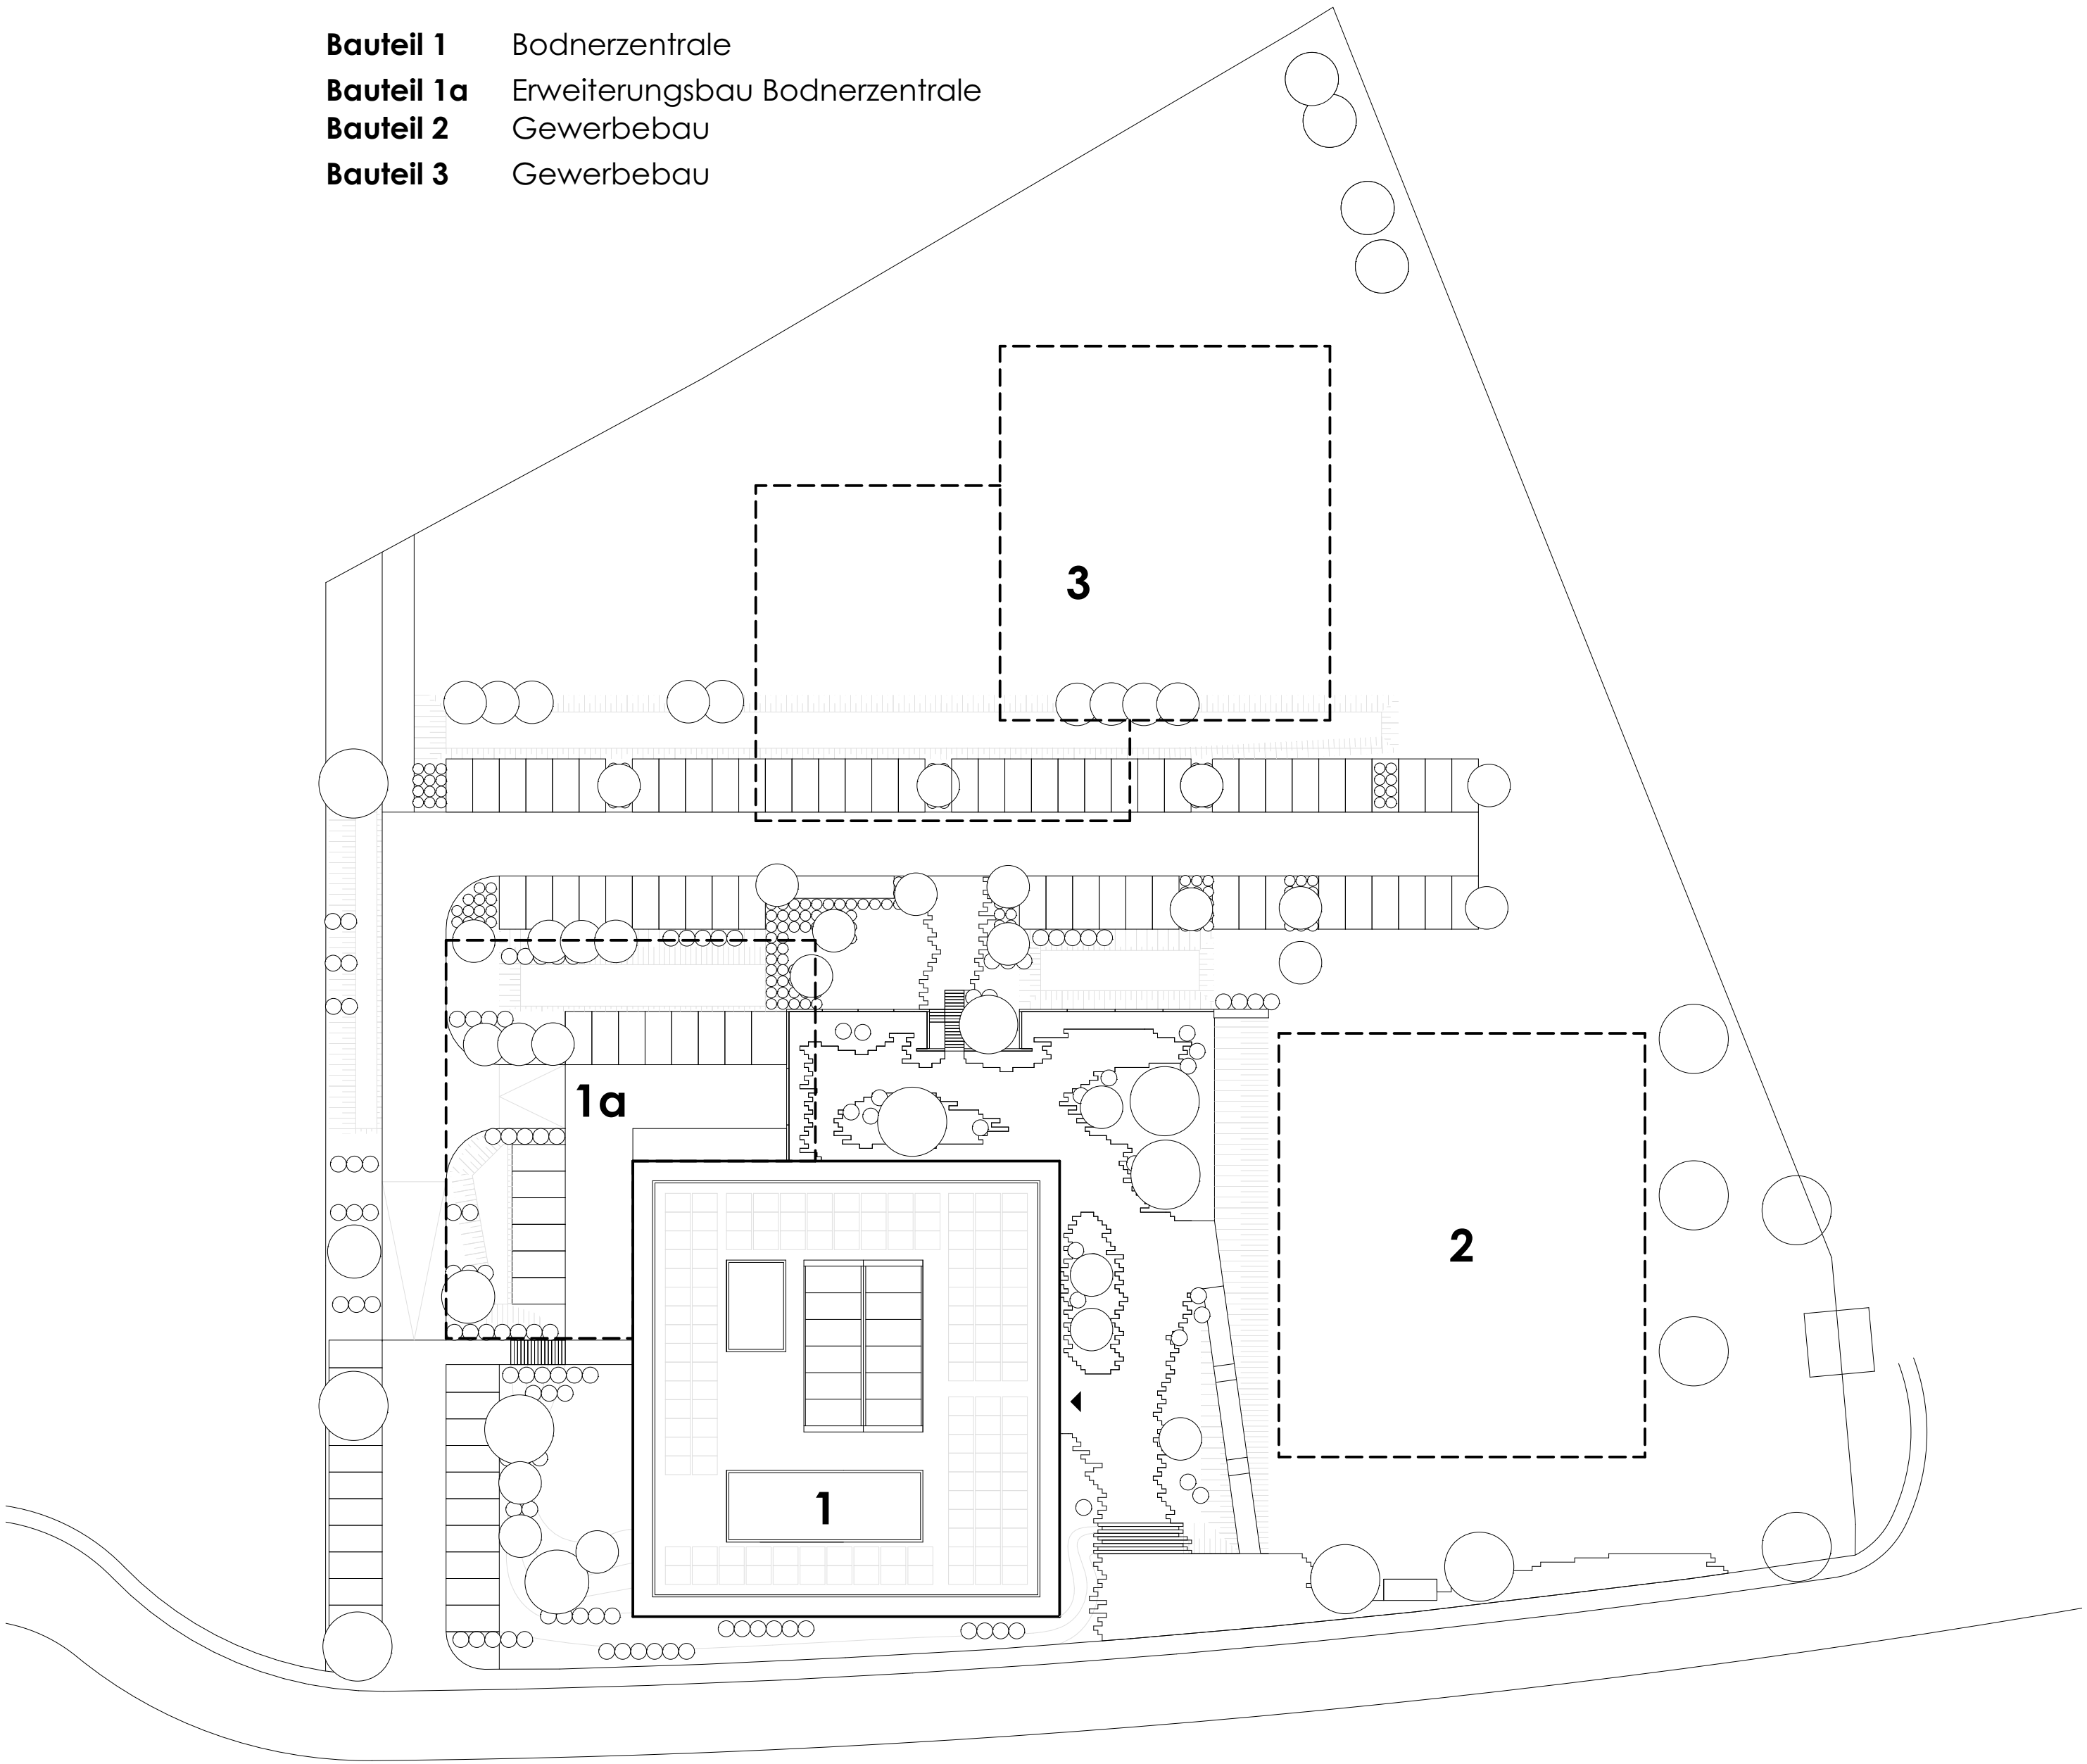 Bauteil 1 Bodnerzentrale
Bauteil 1a Erweiterungsbau Bodnerzentrale
Bauteil 2 Gewerbebau
Bauteil 3 Gewerbebau
3
1a
2
1